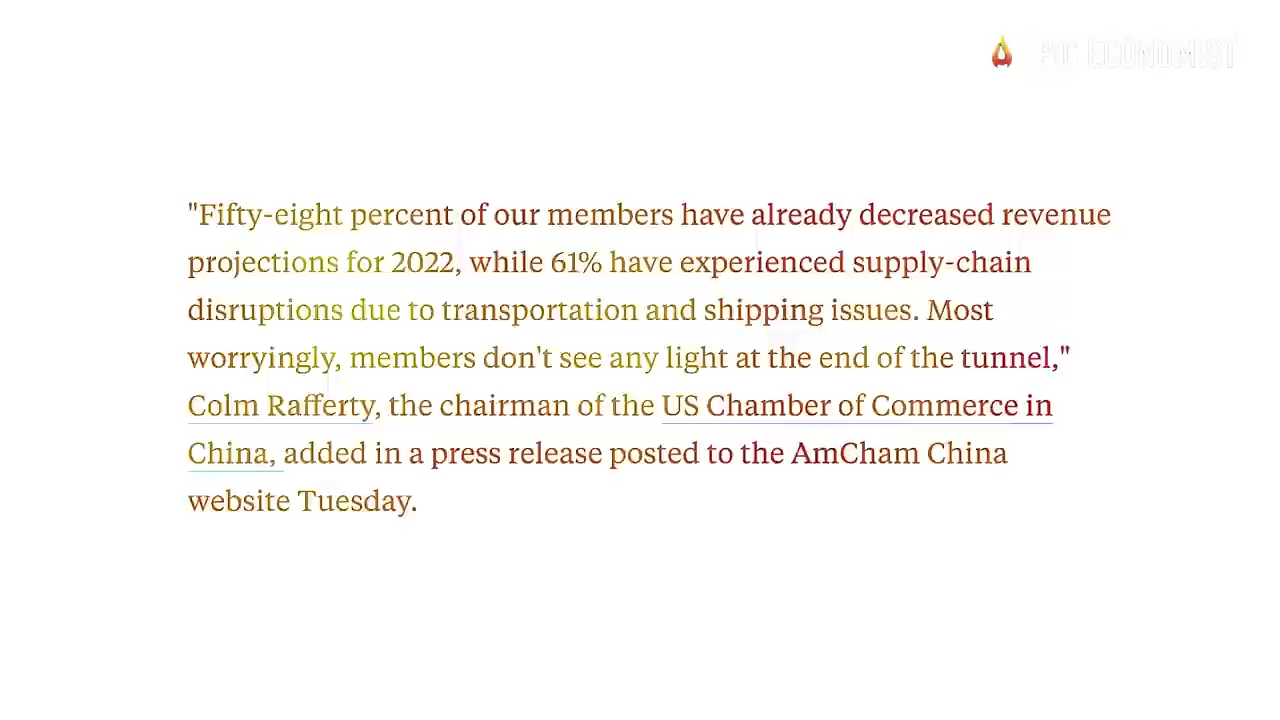 ECONOMIST
"Fifty-eight percent of our members have already decreased revenue
projections for 2022, while 61% have experienced supply-chain
disruptions due to transportation and shipping issues. Most
worryingly, members don't see any light at the end of the tunnel,"
Colm Rafferty, the chairman of the US Chamber of Commerce in
China, added in a press release posted to the AmCham China
website Tuesday.